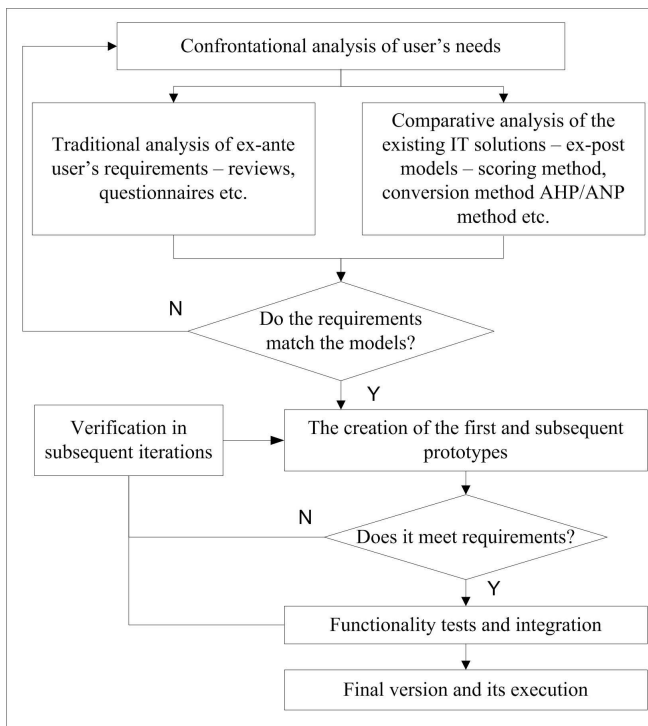 Confrontational analysis of user’s needs
Traditional analysis of ex-ante
user’s requirements – reviews,
questionnaires etc.
Comparative analysis of the
existing IT solutions – ex-post
models – scoring method,
conversion method AHP/ANP
method etc.
N
Do the requirements
match the models?
Y
Verification in
subsequent iterations
The creation of the first and subsequent
prototypes
N
Does it meet requirements?
Y
Functionality tests and integration
Final version and its execution